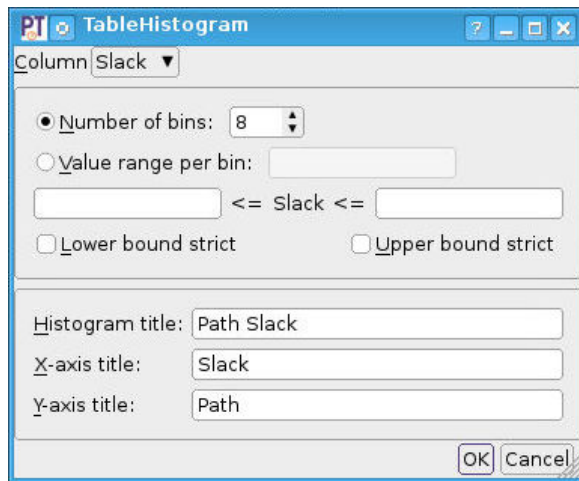 PT TableHistogram ?
Column Slack
Number of bins: 8
Value range per bin:
<= Slack <=
Lower bound strict Upper bound strict
Histogram title: Path Slack
X-axis title: Slack
Y-axis title: Path
OK Cancel